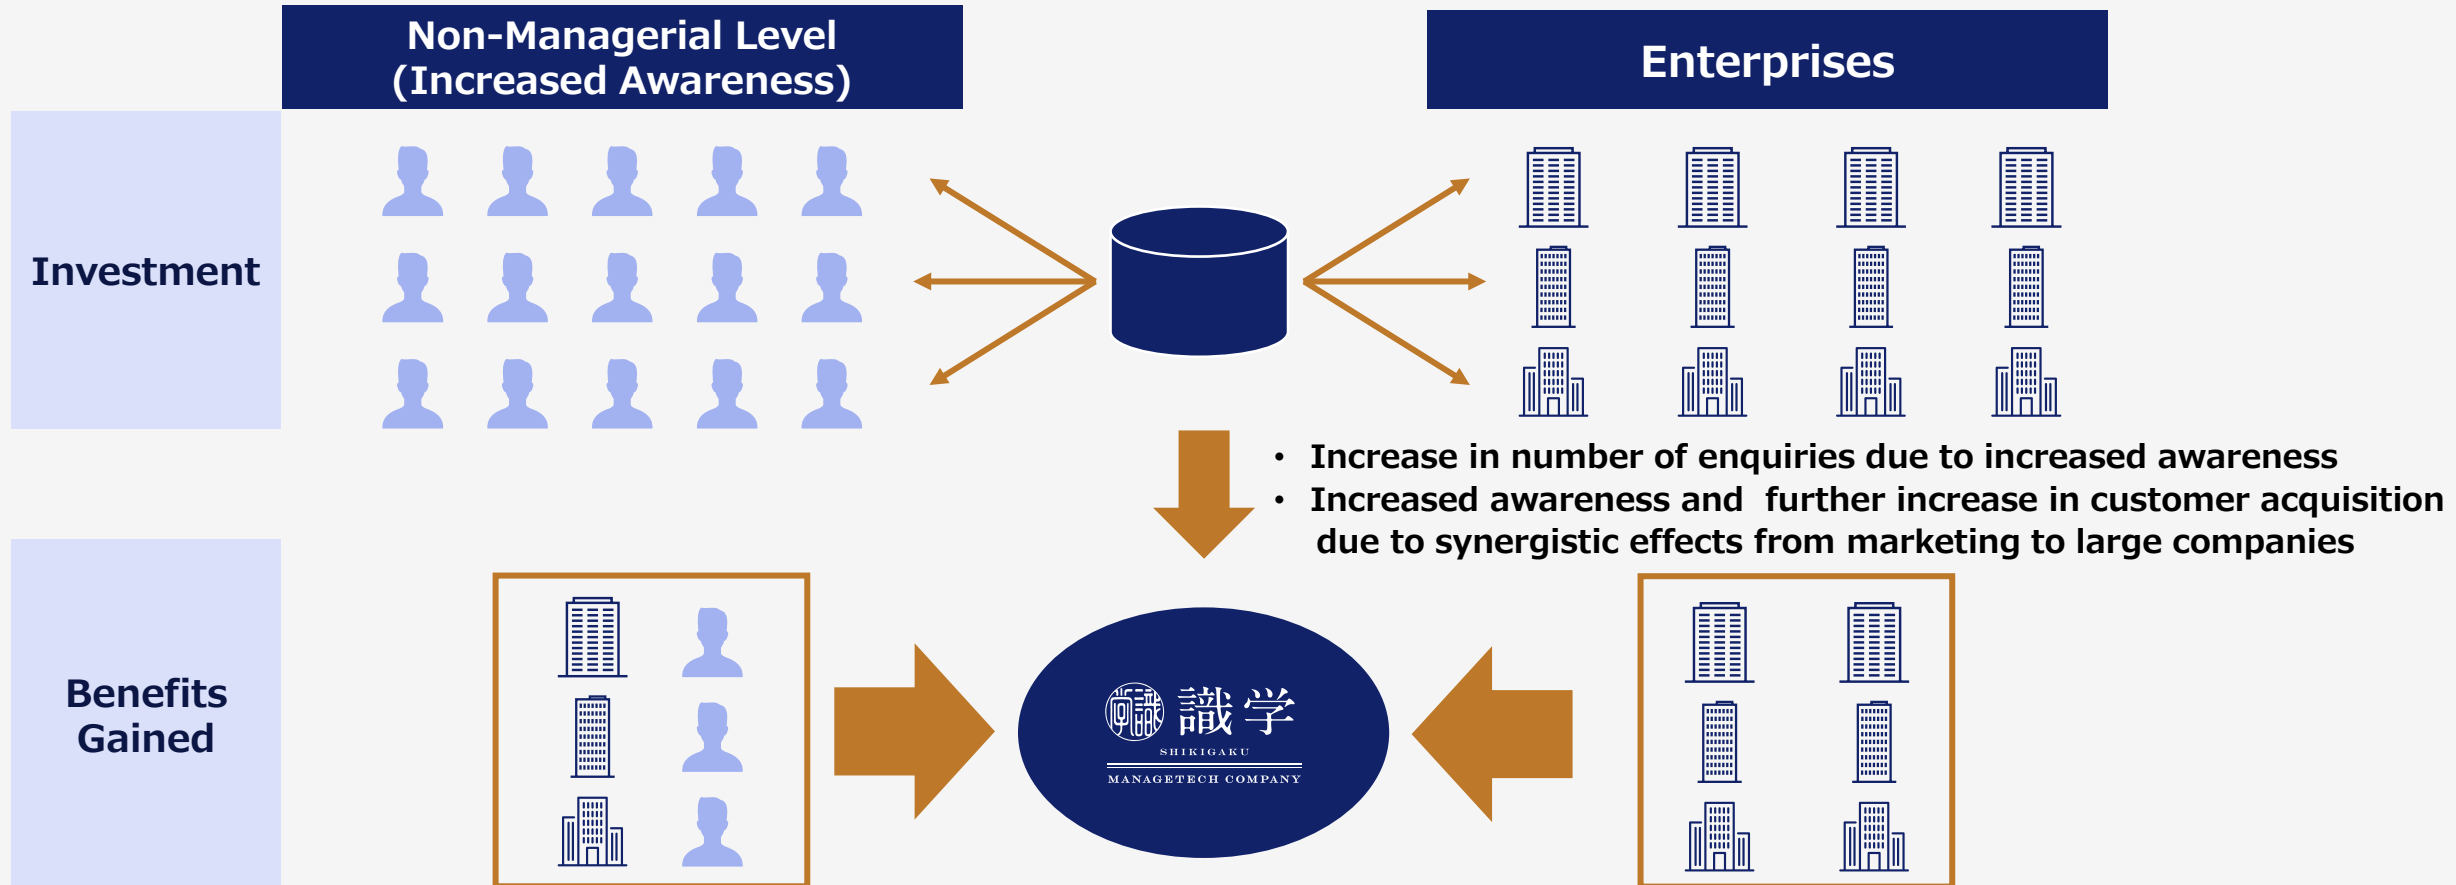 Non-Managerial Level
(Increased Awareness)
Enterprises
Investment
• Increase in number of enquiries due to increased awareness
• Increased awareness and  further increase in customer acquisition
due to synergistic effects from marketing to large companies
Benefits
Gained
識学
SHIKIGAKU
MANAGETECH COMPANY